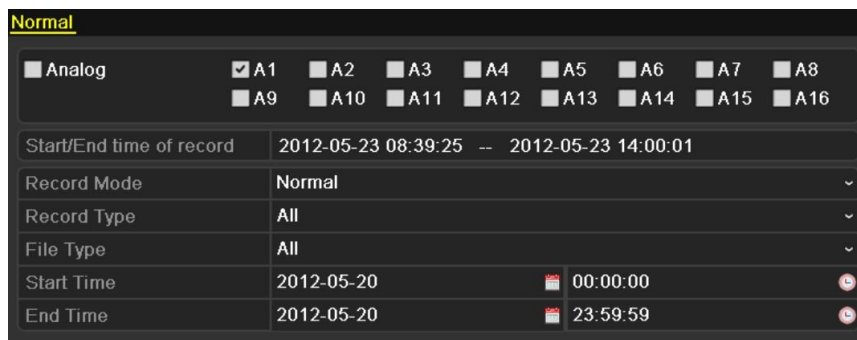 Normal
Analog A1 A2 A3 A4 A5 A6 A7 A8
A9 A10 A11 A12 A13 A14 A15 A16
Start/End time of record 2012-05-23 08:39:25 -- 2012-05-23 14:00:01
Record Mode Normal
Record Type All
File Type All
Start Time 2012-05-20 00:00:00
End Time 2012-05-20 23:59:59